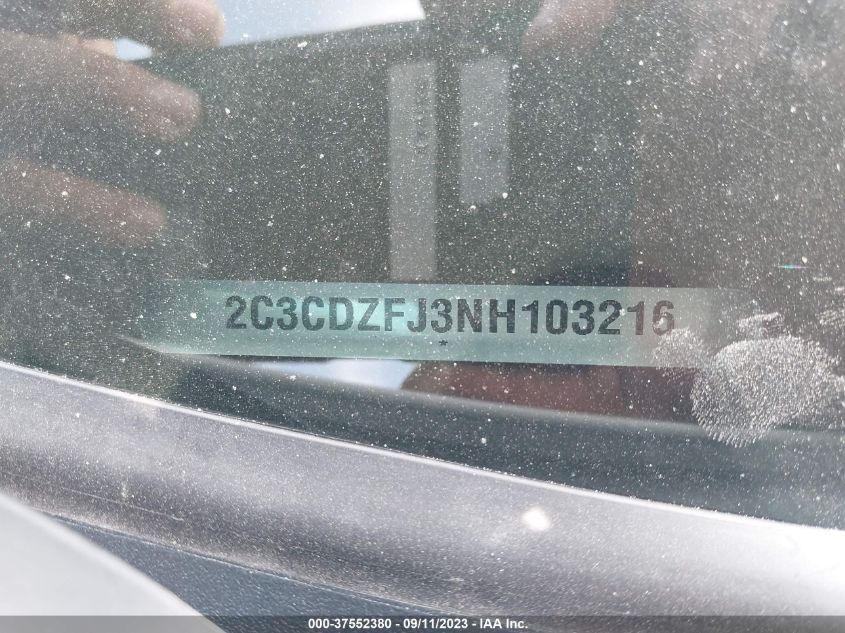 2C3CDZFJ3NH103216
*
000-37552380 - 09/11/2023 - IAA Inc.